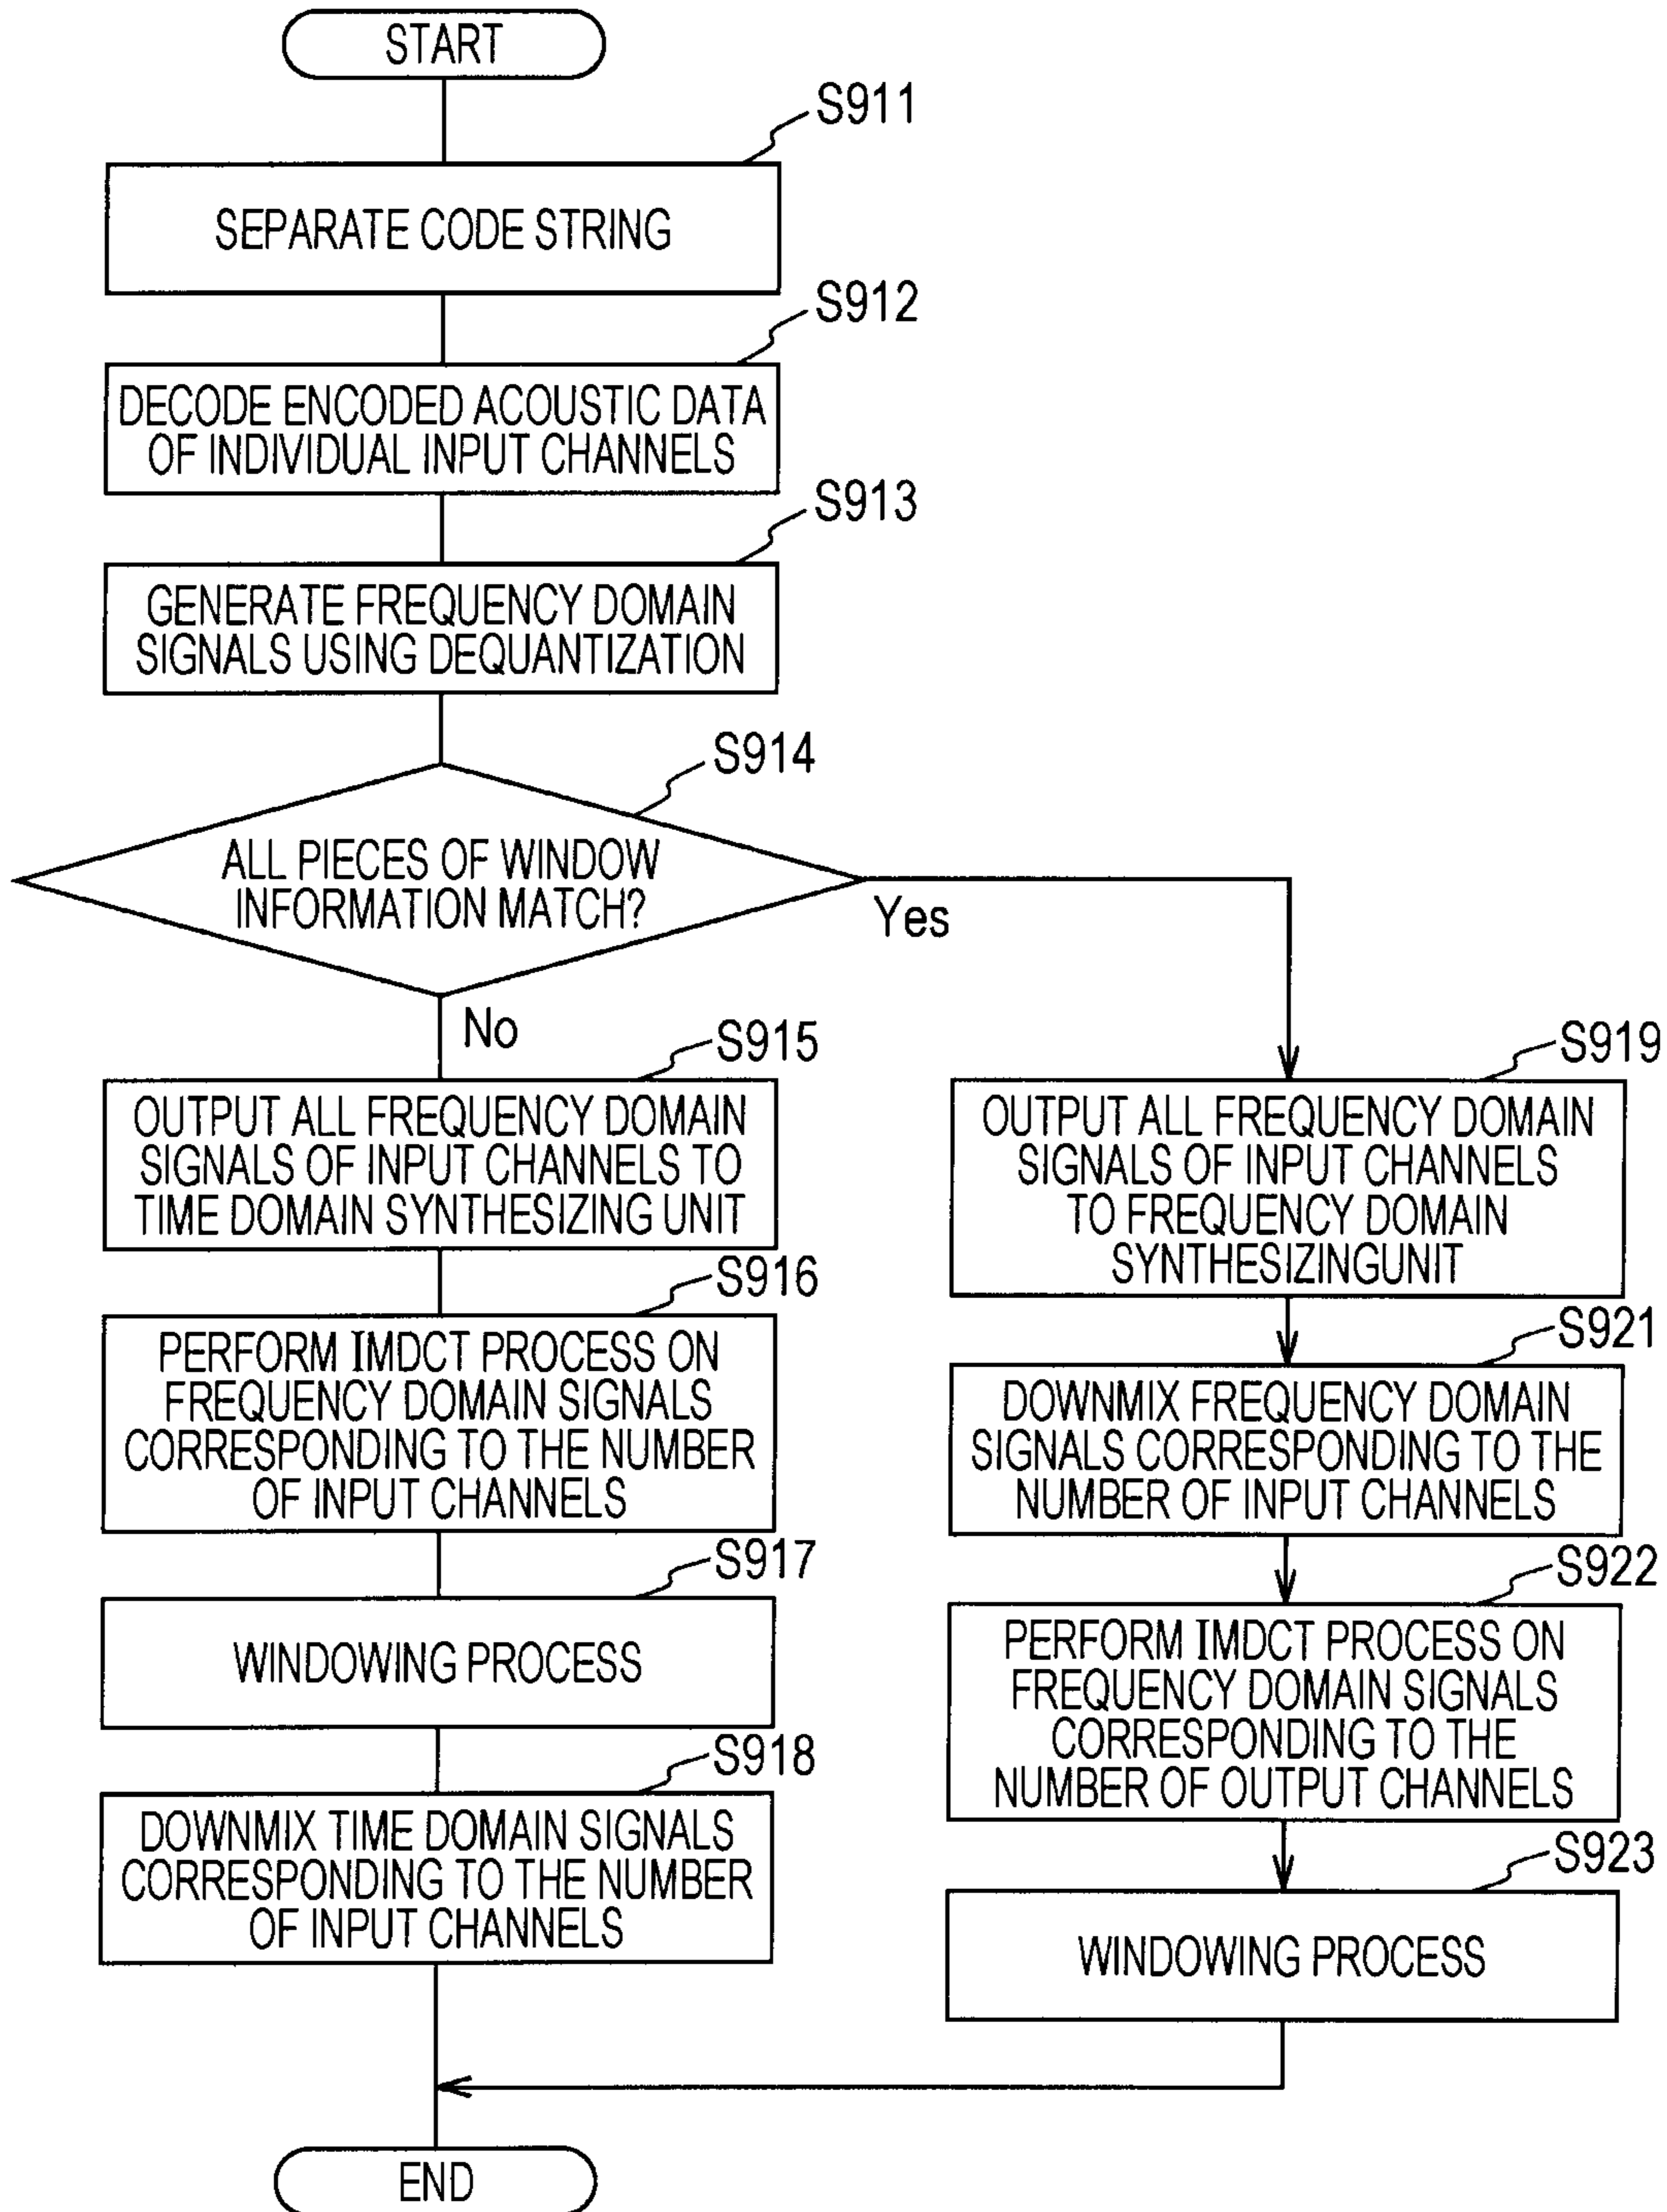 START
S911
SEPARATE CODE STRING
S912
DECODE ENCODED ACOUSTIC DATA
OF INDIVIDUAL INPUT CHANNELS
S913
GENERATE FREQUENCY DOMAIN
SIGNALS USING DEQUANTIZATION
S914
ALL PIECES OF WINDOW
INFORMATION MATCH?
Yes
No
S915
OUTPUT ALL FREQUENCY DOMAIN
SIGNALS OF INPUT CHANNELS TO
TIME DOMAIN SYNTHESIZING UNIT
S916
PERFORM IMDCT PROCESS ON
FREQUENCY DOMAIN SIGNALS
CORRESPONDING TO THE NUMBER
OF INPUT CHANNELS
S917
WINDOWING PROCESS
S918
DOWNMIX TIME DOMAIN SIGNALS
CORRESPONDING TO THE NUMBER
OF INPUT CHANNELS
S919
OUTPUT ALL FREQUENCY DOMAIN
SIGNALS OF INPUT CHANNELS
TO FREQUENCY DOMAIN
SYNTHESIZINGUNIT
S921
DOWNMIX FREQUENCY DOMAIN
SIGNALS CORRESPONDING TO THE
NUMBER OF INPUT CHANNELS
S922
PERFORM IMDCT PROCESS ON
FREQUENCY DOMAIN SIGNALS
CORRESPONDING TO THE
NUMBER OF OUTPUT CHANNELS
S923
WINDOWING PROCESS
END